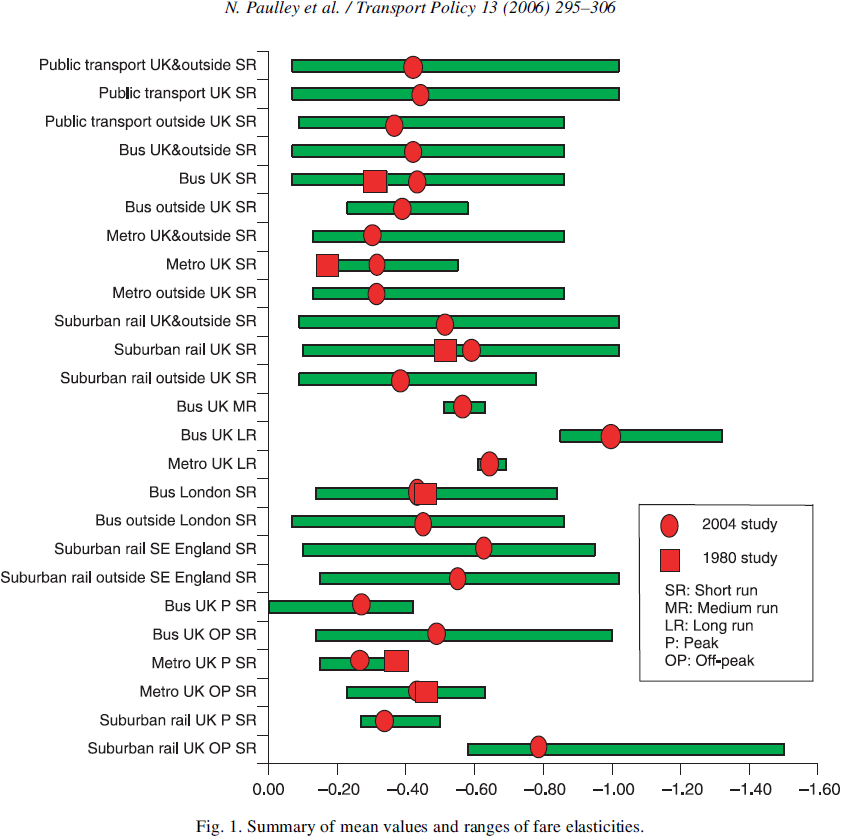 N. Paulley et al. / Transport Policy 13 (2006) 295–306
Public transport UK&outside SR
Public transport UK SR
Public transport outside UK SR
Bus UK&outside SR
Bus UK SR
Bus outside UK SR
Metro UK&outside SR
Metro UK SR
Metro outside UK SR
Suburban rail UK&outside SR
Suburban rail UK SR
Suburban rail outside UK SR
Bus UK MR
Bus UK LR
Metro UK LR
Bus London SR
Bus outside London SR
Suburban rail SE England SR
Suburban rail outside SE England SR
Bus UK P SR
Bus UK OP SR
Metro UK P SR
Metro UK OP SR
Suburban rail UK P SR
Suburban rail UK OP SR
2004 study
1980 study
SR: Short run
MR: Medium run
LR: Long run
P: Peak
OP: Off-peak
0.00 –0.20 –0.40 –0.60 –0.80 –1.00 –1.20 –1.40 –1.60
Fig. 1. Summary of mean values and ranges of fare elasticities.